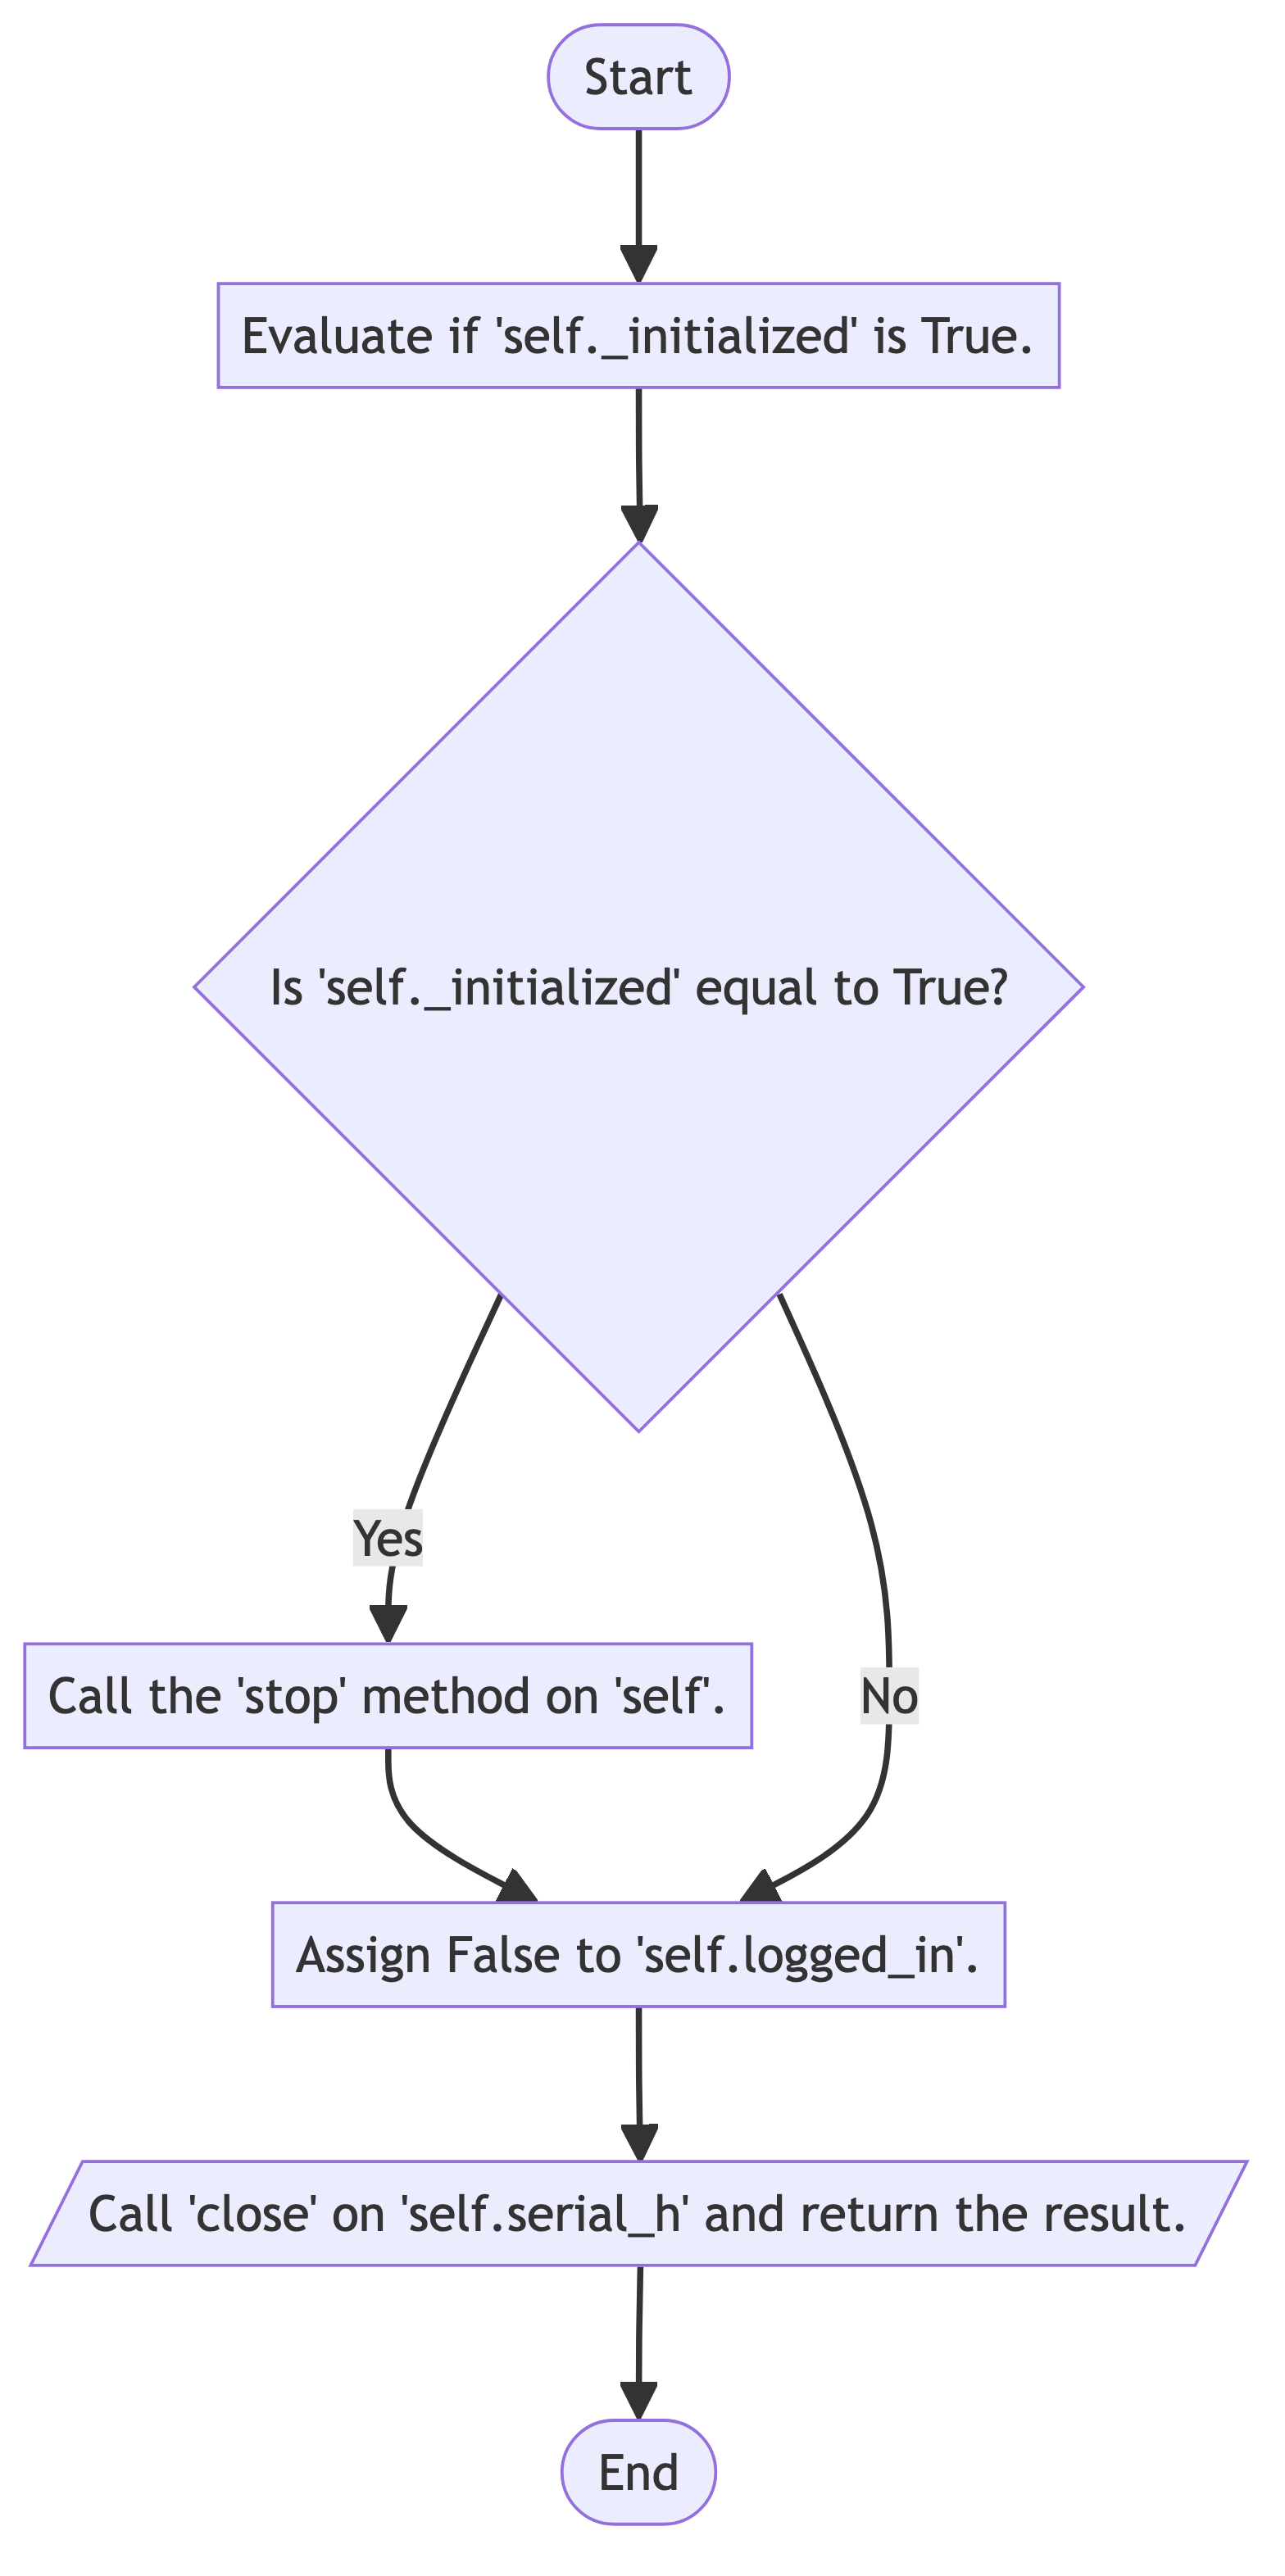 Start
Evaluate if 'self._initialized' is True.
Is 'self._initialized' equal to True?
Yes
Call the 'stop' method on 'self'.
No
Assign False to 'self.logged_in'.
Call 'close' on 'self.serial_h' and return the result.
End